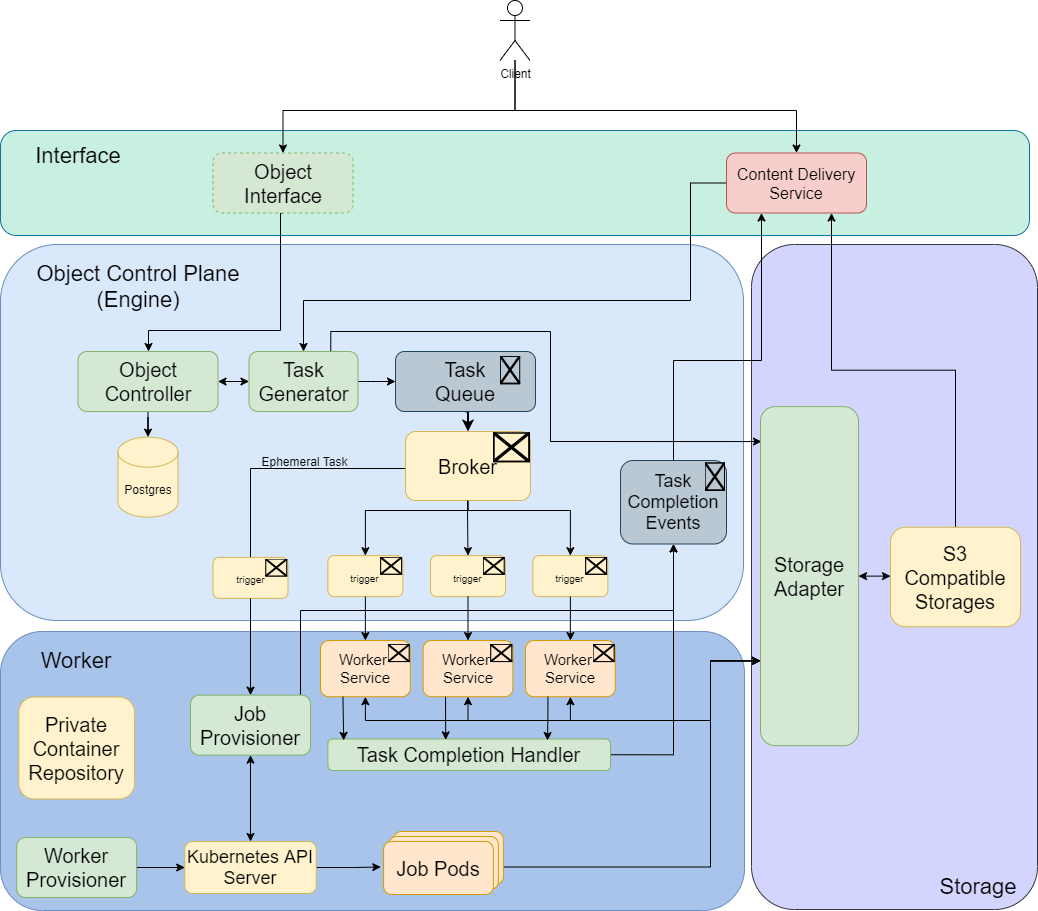 Client
Interface
Object
Interface
Content Delivery
Service
Object Control Plane
(Engine)
Object
Controller
Task
Generator
Task
Queue
Postgres
Ephemeral Task
Broker
Task
Completion
Events
trigger
trigger
trigger
trigger
Storage
Adapter
S3
Compatible
Storages
Worker
Worker
Service
Worker
Service
Worker
Service
Private
Container
Repository
Job
Provisioner
Task Completion Handler
Worker
Provisioner
Kubernetes API
Server
Job Pods
Storage